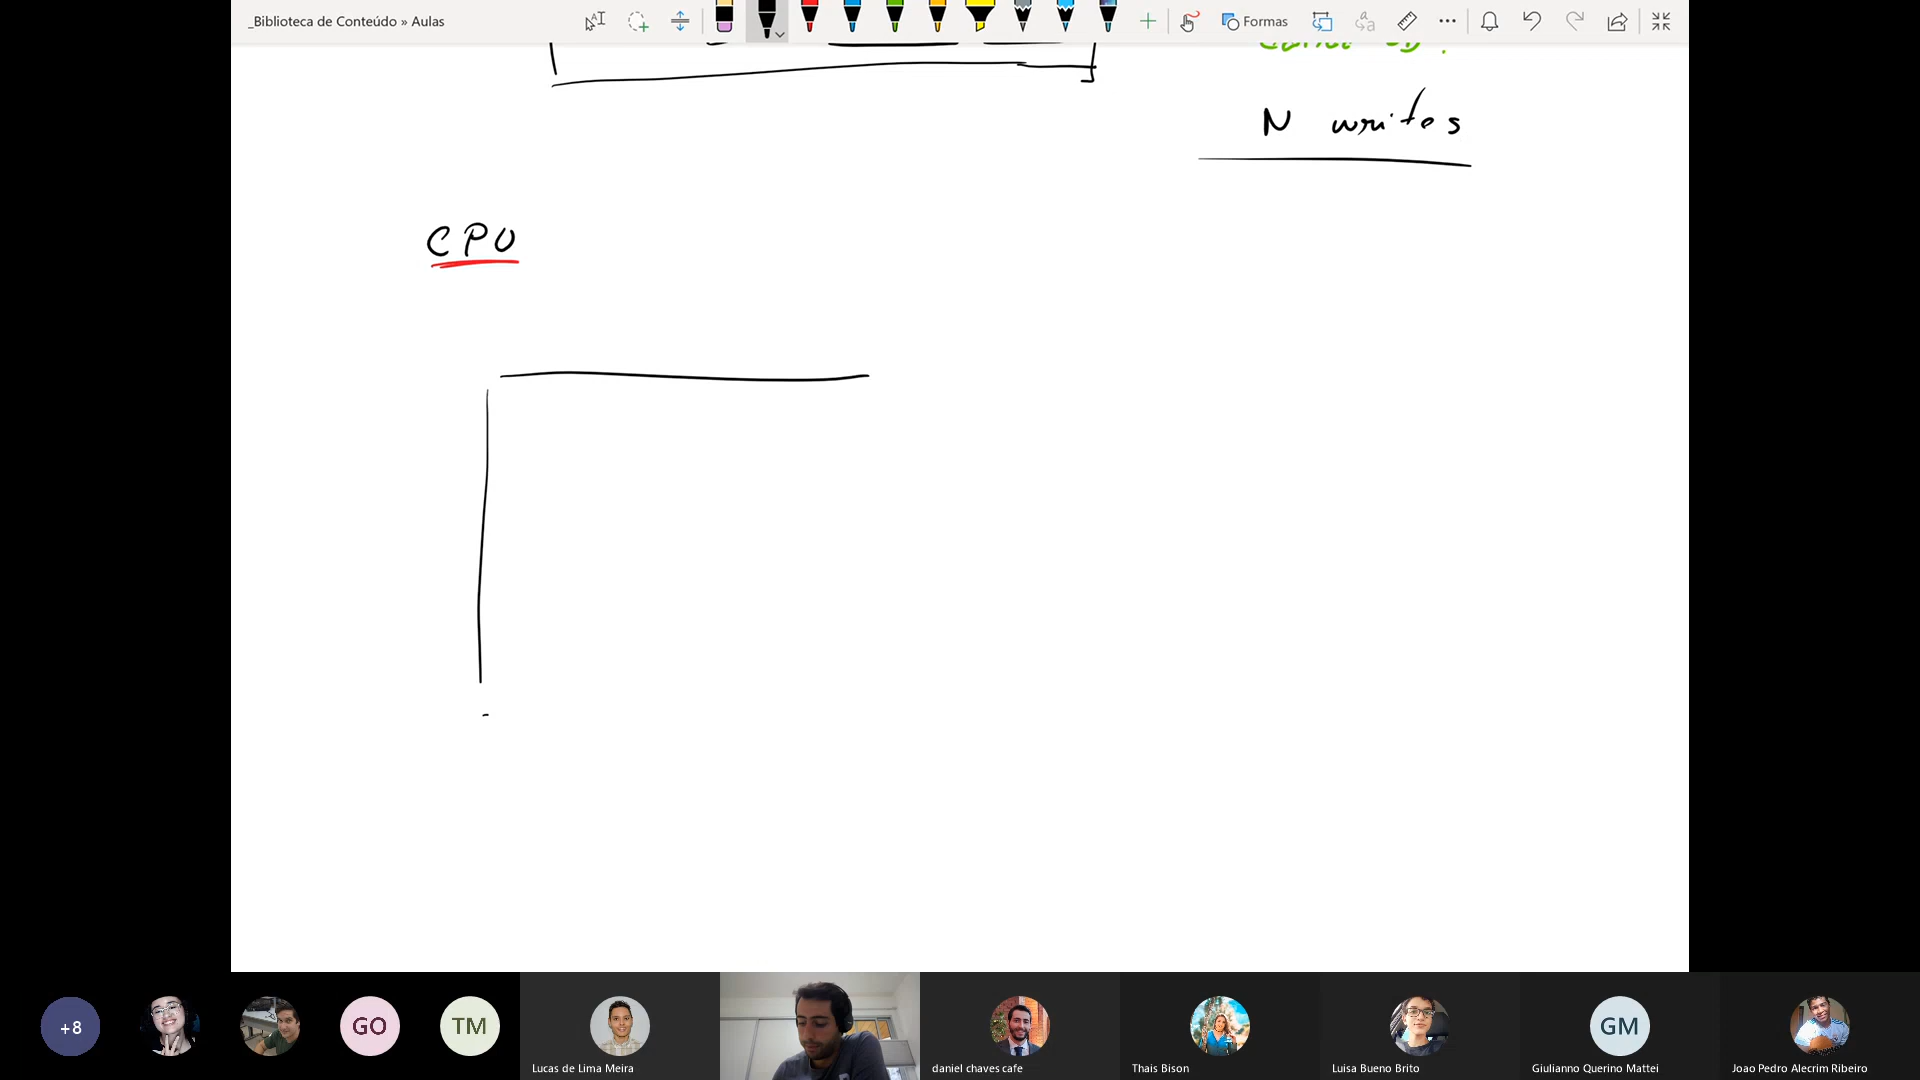 _Biblioteca de Conteúdo » Aulas
Formas
N writes
CPU
+8
GO
TM
GM
Lucas de Lima Meira
daniel chaves cafe
Thais Bison
Luisa Bueno Brito
Giulianno Querino Mattei
Joao Pedro Alecrim Ribeiro